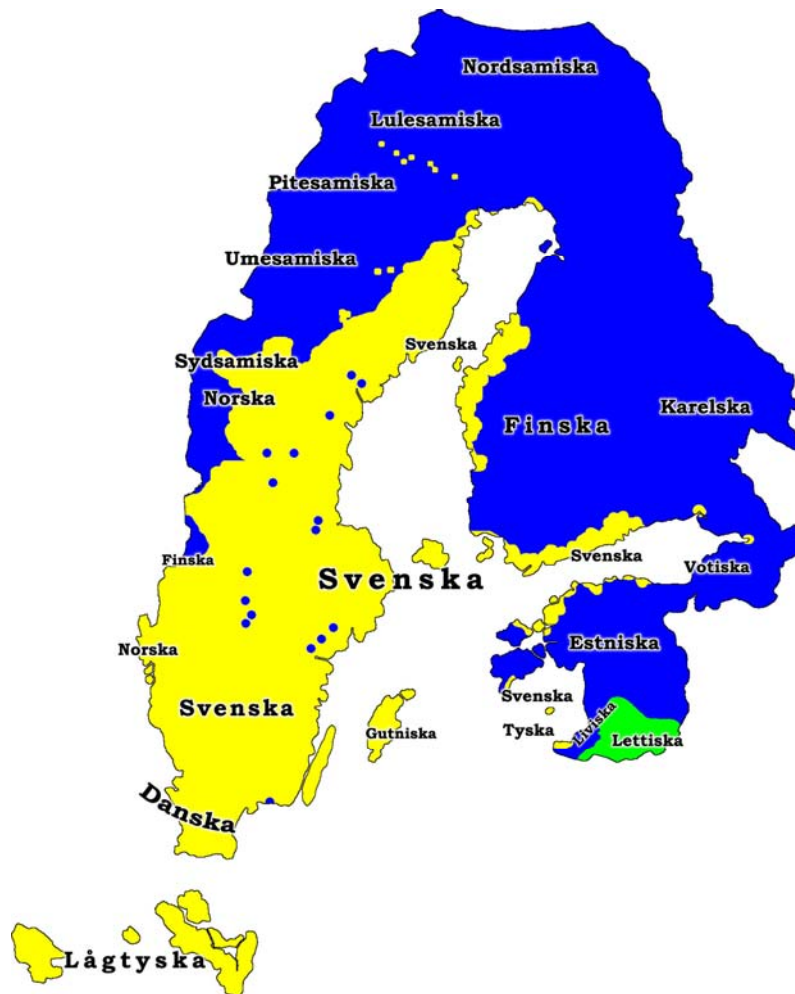 Nordsamiska
Lulesamiska
Pitesamiska
Umesamiska
Svenska
Sydsamiska
Norska
Karelska
Finska
Finska
Svenska
Votiska
Svenska
Norska
Estniska
Svenska
Svenska
Gutniska
Tyska
Liviska
Lettiska
Danska
Lågtyska